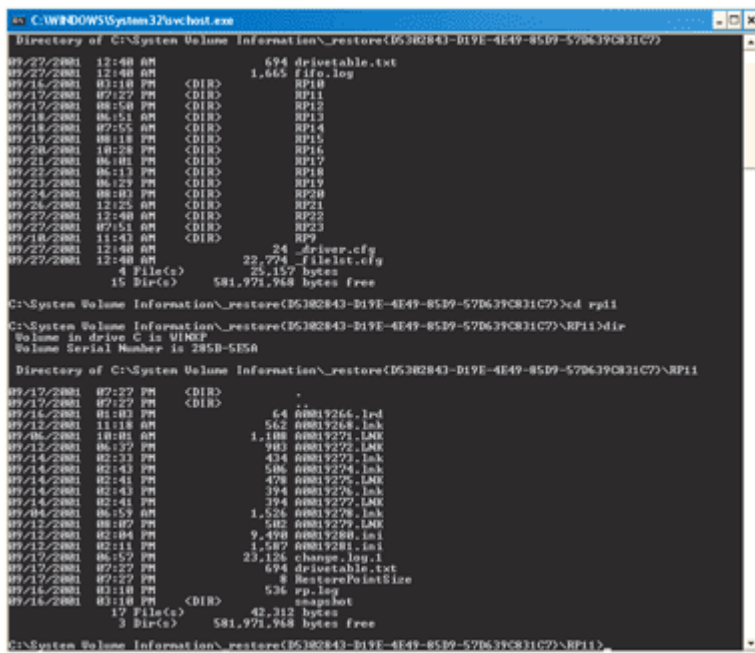 C:\WINDOWS\System32\svchost.exe
Directory of C:\System Volume Information\_restore{D5302843-D19E-4E49-85D9-57D639C831C7}
09/27/2001 12:40 AM 694 drivetable.txt
09/27/2001 12:40 AM 1,665 fifo.log
09/16/2001 03:10 PM <DIR> RP10
09/17/2001 07:27 PM <DIR> RP11
09/17/2001 08:50 PM <DIR> RP12
09/18/2001 06:51 AM <DIR> RP13
09/18/2001 07:55 AM <DIR> RP14
09/19/2001 08:18 PM <DIR> RP15
09/20/2001 10:28 PM <DIR> RP16
09/21/2001 06:01 PM <DIR> RP17
09/22/2001 06:13 PM <DIR> RP18
09/23/2001 06:29 PM <DIR> RP19
09/24/2001 08:03 PM <DIR> RP20
09/26/2001 12:25 AM <DIR> RP21
09/27/2001 12:40 AM <DIR> RP22
09/27/2001 07:51 AM <DIR> RP23
09/10/2001 11:43 AM <DIR> RP9
09/27/2001 12:40 AM 24 _driver.cfg
09/27/2001 12:40 AM 22,774 _filelst.cfg
4 File(s) 25,157 bytes
15 Dir(s) 581,971,968 bytes free
C:\System Volume Information\_restore{D5302843-D19E-4E49-85D9-57D639C831C7}>cd rp11
C:\System Volume Information\_restore{D5302843-D19E-4E49-85D9-57D639C831C7}\RP11>dir
Volume in drive C is WINXP
Volume Serial Number is 285B-5E5A
Directory of C:\System Volume Information\_restore{D5302843-D19E-4E49-85D9-57D639C831C7}\RP11
09/17/2001 07:27 PM <DIR> .
09/17/2001 07:27 PM <DIR> ..
09/16/2001 01:03 PM 64 A0019266.lrd
09/12/2001 11:18 AM 562 A0019268.lnk
09/06/2001 10:01 AM 1,108 A0019271.LNK
09/12/2001 06:37 PM 903 A0019272.LNK
09/14/2001 02:33 PM 434 A0019273.lnk
09/14/2001 02:43 PM 506 A0019274.lnk
09/14/2001 02:41 PM 478 A0019275.LNK
09/14/2001 02:43 PM 394 A0019276.lnk
09/14/2001 02:41 PM 394 A0019277.LNK
09/04/2001 06:59 AM 1,526 A0019278.lnk
09/12/2001 08:07 PM 502 A0019279.LNK
09/12/2001 02:04 PM 9,490 A0019280.ini
09/17/2001 02:11 PM 1,587 A0019281.ini
09/17/2001 06:57 PM 23,126 change.log.1
09/17/2001 07:27 PM 694 drivetable.txt
09/17/2001 07:27 PM 8 RestorePointSize
09/16/2001 03:10 PM 536 rp.log
09/16/2001 03:10 PM <DIR> snapshot
17 File(s) 42,312 bytes
3 Dir(s) 581,971,968 bytes free
C:\System Volume Information\_restore{D5302843-D19E-4E49-85D9-57D639C831C7}\RP11>_